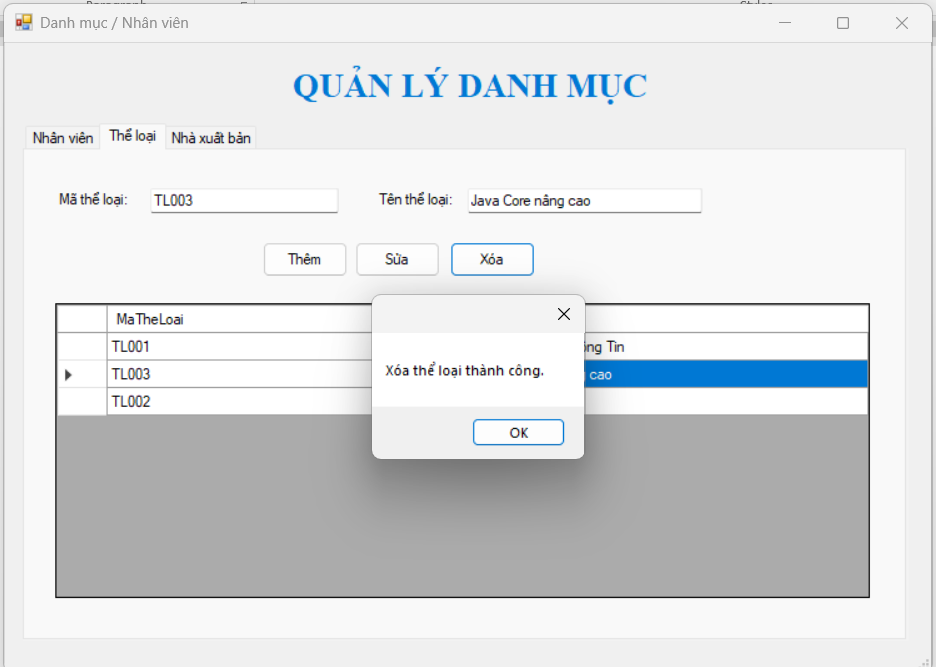 Danh mục / Nhân viên
QUẢN LÝ DANH MỤC
Nhân viên Thể loại Nhà xuất bản
Mã thể loại: TL003 Tên thể loại: Java Core nâng cao
Thêm Sửa Xóa
MaTheLoai
TL001 Tin
TL003 cao
TL002
Xóa thể loại thành công.
OK